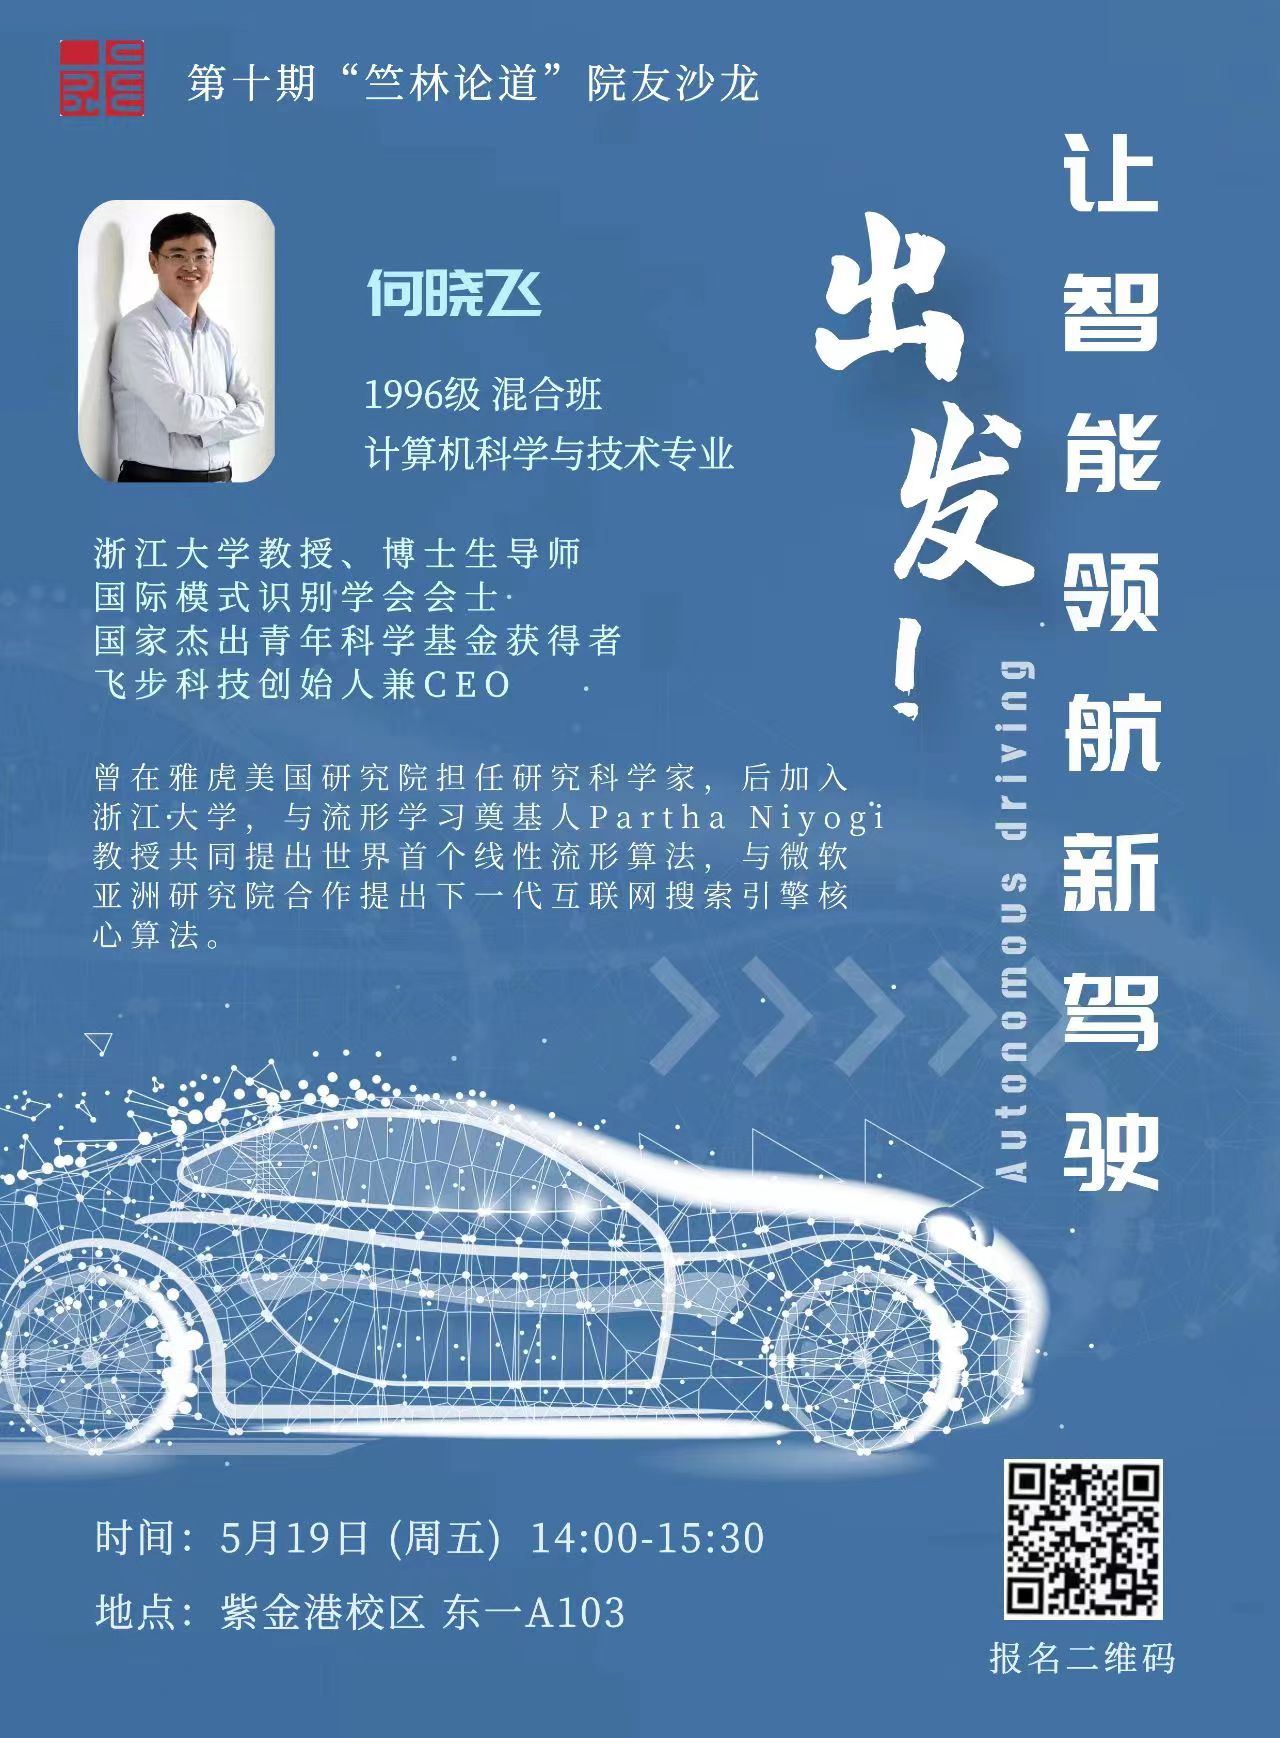 第十期“竺林论道”院友沙龙
让智能领航新驾驶
出发！
Autonomous driving
何晓飞
1996级 混合班
计算机科学与技术专业
浙江大学教授、博士生导师
国际模式识别学会会士
国家杰出青年科学基金获得者
飞步科技创始人兼CEO
曾在雅虎美国研究院担任研究科学家，后加入
浙江大学，与流形学习奠基人Partha Niyogi
教授共同提出世界首个线性流形算法，与微软
亚洲研究院合作提出下一代互联网搜索引擎核
心算法。
时间：5月19日 (周五) 14:00-15:30
地点：紫金港校区 东一A103
报名二维码